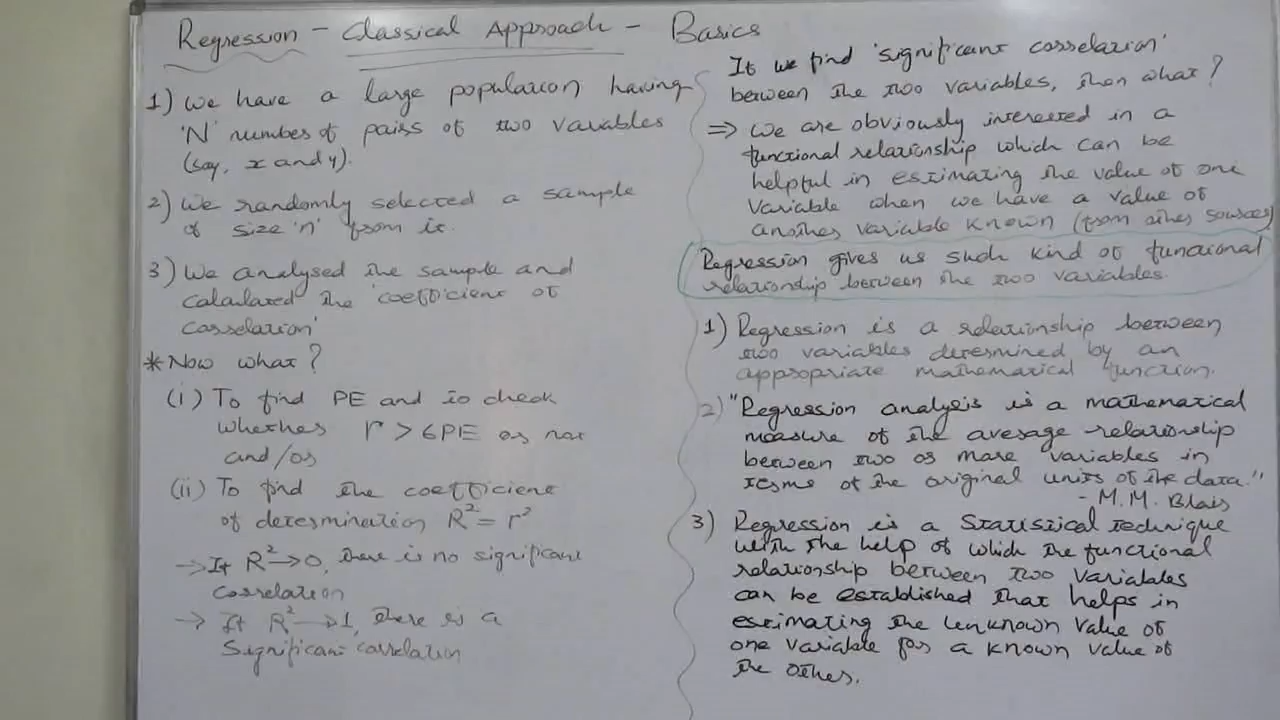 Regression - Classical Approach - Basics
1) We have a large population having
'N' number of pairs of two variables
(say, x and y).
2) We randomly selected a sample
of size 'n' from it.
3) We analysed the sample and
calculated the 'coefficient of
correlation'
* Now what?
(i) To find PE and to check
whether r > 6PE or not
and/or
(ii) To find the coefficient
of determination R² = r²
→ If R² → 0, there is no significant
correlation
→ If R² → 1, there is a
Significant correlation
If we find 'significant correlation'
between the two variables, then what?
⇒ We are obviously interested in a
functional relationship which can be
helpful in estimating the value of one
variable when we have a value of
another variable known (from other sources)
Regression gives us such kind of functional
relationship between the two variables.
1) Regression is a relationship between
two variables determined by an
appropriate mathematical function.
2) "Regression analysis is a mathematical
measure of the average relationship
between two or more variables in
terms of the original units of the data."
- M.M. Blair
3) Regression is a Statistical technique
with the help of which the functional
relationship between two variables
can be established that helps in
estimating the unknown value of
one variable for a known value of
the other.